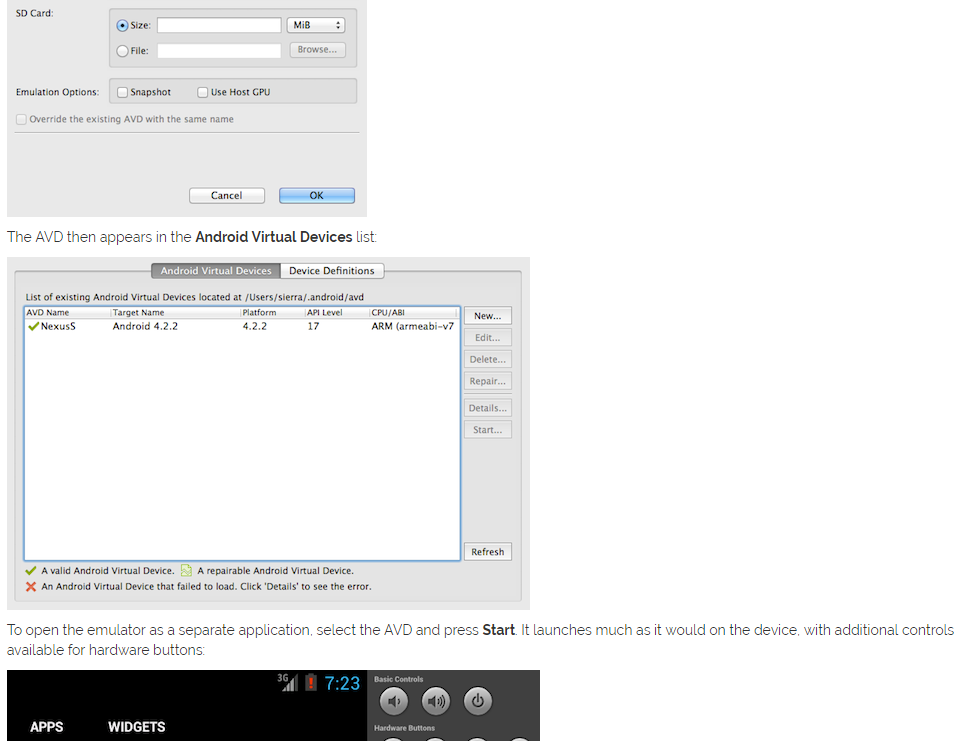 SD Card:
Size: MiB
File: Browse...
Emulation Options: Snapshot Use Host GPU
Override the existing AVD with the same name
Cancel OK
The AVD then appears in the Android Virtual Devices list:
Android Virtual Devices Device Definitions
List of existing Android Virtual Devices located at /Users/sierra/.android/avd
AVD Name Target Name Platform API Level CPU/ABI
NexusS Android 4.2.2 4.2.2 17 ARM (armeabi-v7
New...
Edit...
Delete...
Repair...
Details...
Start...
Refresh
A valid Android Virtual Device. A repairable Android Virtual Device.
An Android Virtual Device that failed to load. Click 'Details' to see the error.
To open the emulator as a separate application, select the AVD and press Start. It launches much as it would on the device, with additional controls
available for hardware buttons:
3G 7:23 Basic Controls
APPS WIDGETS Hardware Buttons